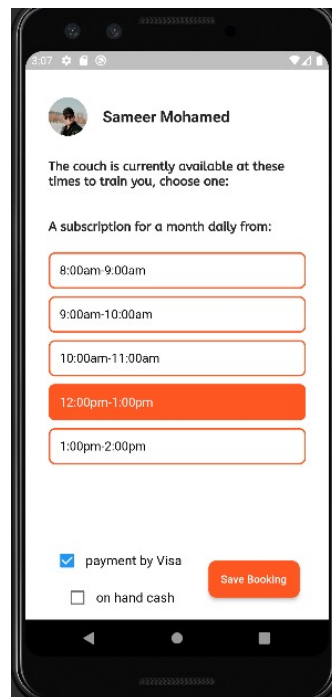 3:07
Sameer Mohamed
The couch is currently available at these
times to train you, choose one:
A subscription for a month daily from:
8:00am-9:00am
9:00am-10:00am
10:00am-11:00am
12:00pm-1:00pm
1:00pm-2:00pm
payment by Visa
Save Booking
on hand cash